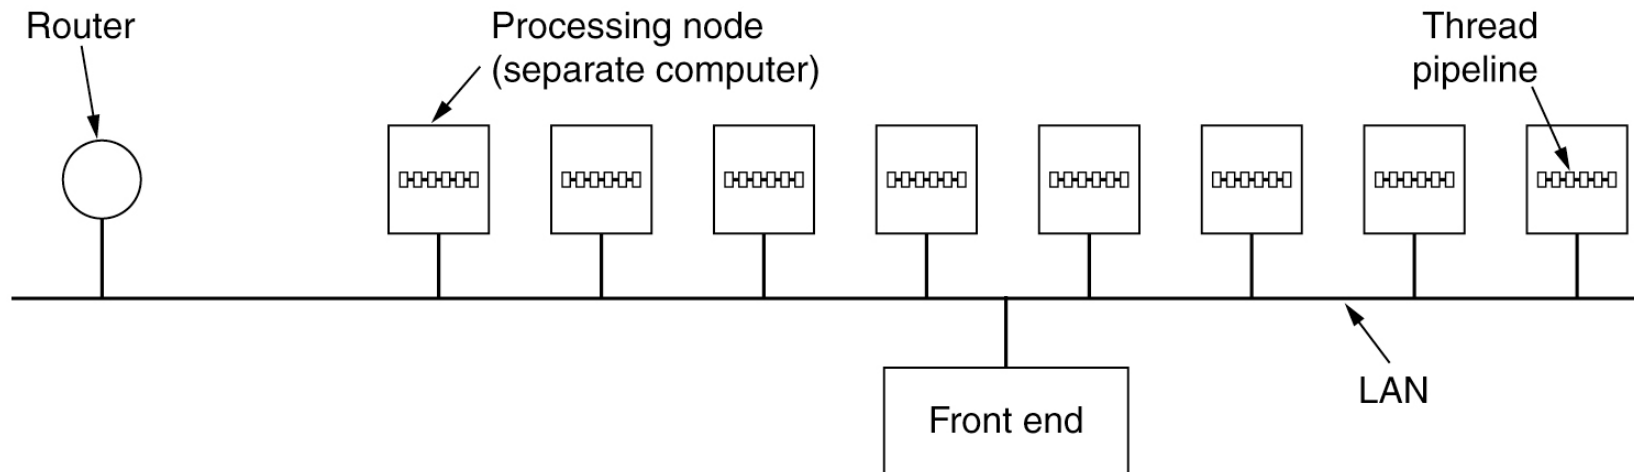 Router
Processing node
(separate computer)
Thread
pipeline
LAN
Front end